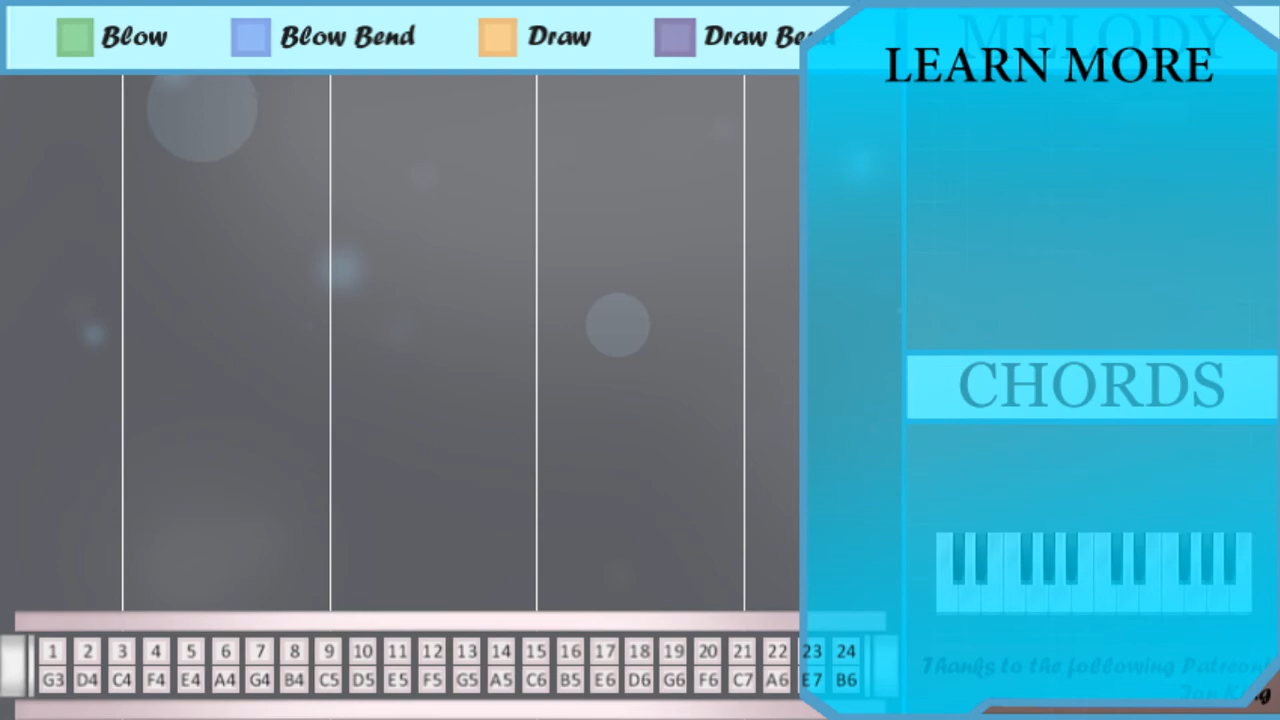 Blow Blow Bend Draw Draw Bend
MELODY
LEARN MORE
CHORDS
1 2 3 4 5 6 7 8 9 10 11 12 13 14 15 16 17 18 19 20 21 22 23 24
G3 D4 C4 F4 E4 A4 G4 B4 C5 D5 E5 F5 G5 A5 C6 B5 E6 D6 G6 F6 C7 A6 E7 B6
Thanks to the following Patreon